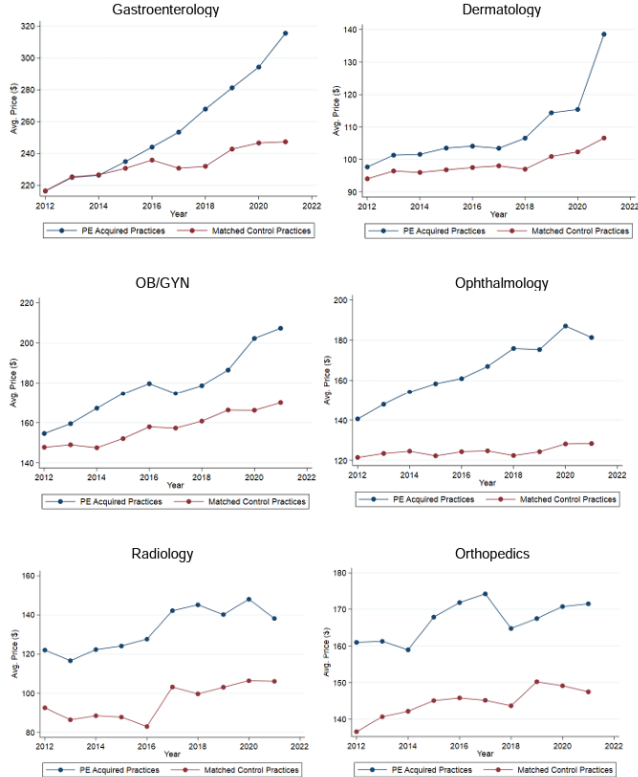 Gastroenterology
Avg. Price ($)
320
300
280
260
240
220
2012 2014 2016 2018 2020 2022
Year
PE Acquired Practices Matched Control Practices
Dermatology
Avg. Price ($)
140
130
120
110
100
90
2012 2014 2016 2018 2020 2022
Year
PE Acquired Practices Matched Control Practices
OB/GYN
Avg. Price ($)
220
200
180
160
140
2012 2014 2016 2018 2020 2022
Year
PE Acquired Practices Matched Control Practices
Ophthalmology
Avg. Price ($)
200
180
160
140
120
2012 2014 2016 2018 2020 2022
Year
PE Acquired Practices Matched Control Practices
Radiology
Avg. Price ($)
160
140
120
100
80
2012 2014 2016 2018 2020 2022
Year
PE Acquired Practices Matched Control Practices
Orthopedics
Avg. Price ($)
180
170
160
150
140
2012 2014 2016 2018 2020 2022
Year
PE Acquired Practices Matched Control Practices